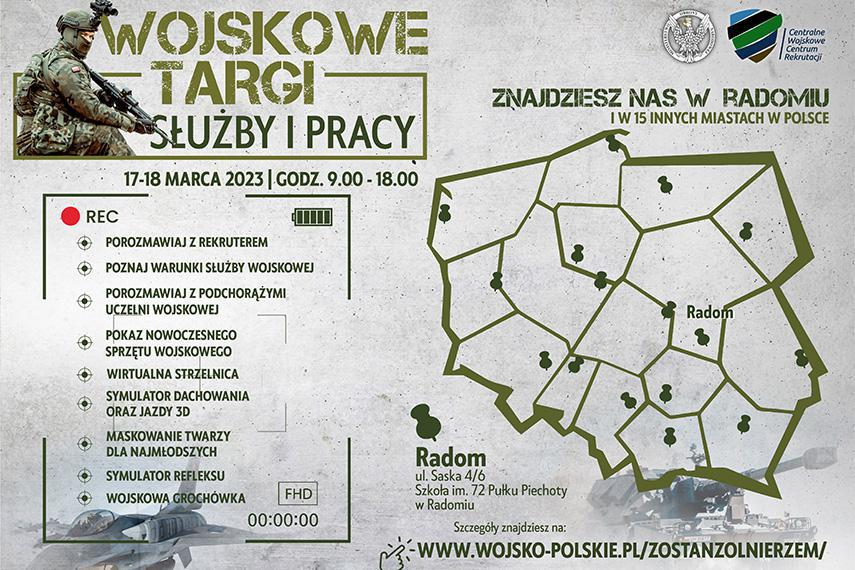 WOJSKOWE
TARGI
SŁUŻBY I PRACY
17-18 MARCA 2023 | GODZ. 9.00 - 18.00
REC
POROZMAWIAJ Z REKRUTEREM
POZNAJ WARUNKI SŁUŻBY WOJSKOWEJ
POROZMAWIAJ Z PODCHORĄŻYMI
UCZELNI WOJSKOWEJ
POKAZ NOWOCZESNEGO
SPRZĘTU WOJSKOWEGO
WIRTUALNA STRZELNICA
SYMULATOR DACHOWANIA
ORAZ JAZDY 3D
MASKOWANIE TWARZY
DLA NAJMŁODSZYCH
SYMULATOR REFLEKSU
WOJSKOWA GROCHÓWKA
FHD
00:00:00
Centralne
Wojskowe
Centrum
Rekrutacji
ZNAJDZIESZ NAS W RADOMIU
I W 15 INNYCH MIASTACH W POLSCE
Radom
Radom
ul. Saska 4/6
Szkoła im. 72 Pułku Piechoty
w Radomiu
Szczegóły znajdziesz na:
WWW.WOJSKO-POLSKIE.PL/ZOSTANZOLNIERZEM/